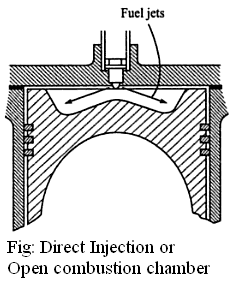 Fuel jets
Fig: Direct Injection or
Open combustion chamber